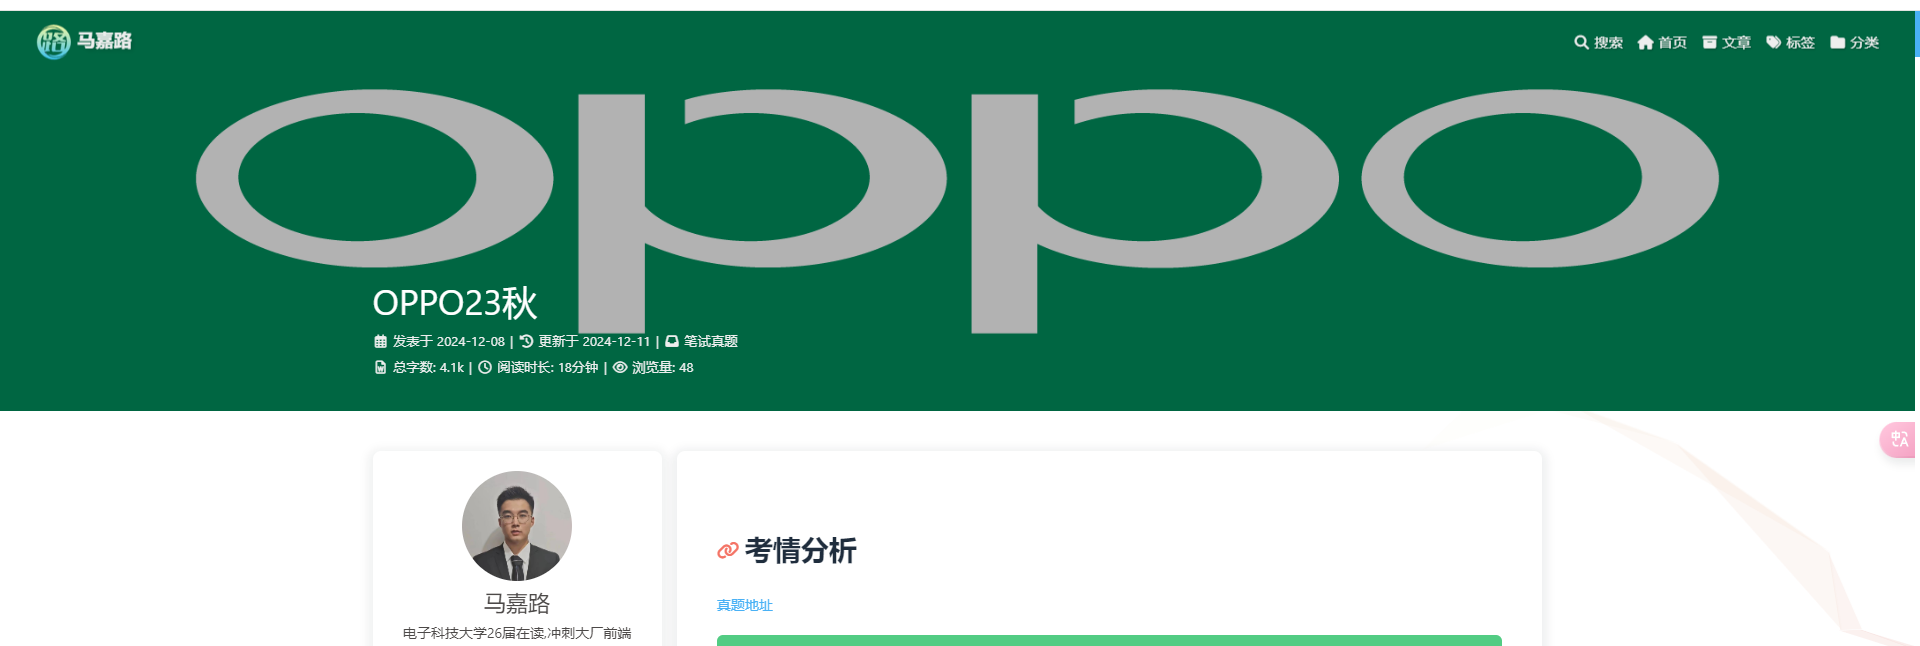 路 马嘉路
搜索 首页 文章 标签 分类
oppo
OPPO23秋
发表于 2024-12-08 | 更新于 2024-12-11 | 笔试真题
总字数: 4.1k | 阅读时长: 18分钟 | 浏览量: 48
中A
考情分析
真题地址
马嘉路
电子科技大学26届在读,冲刺大厂前端